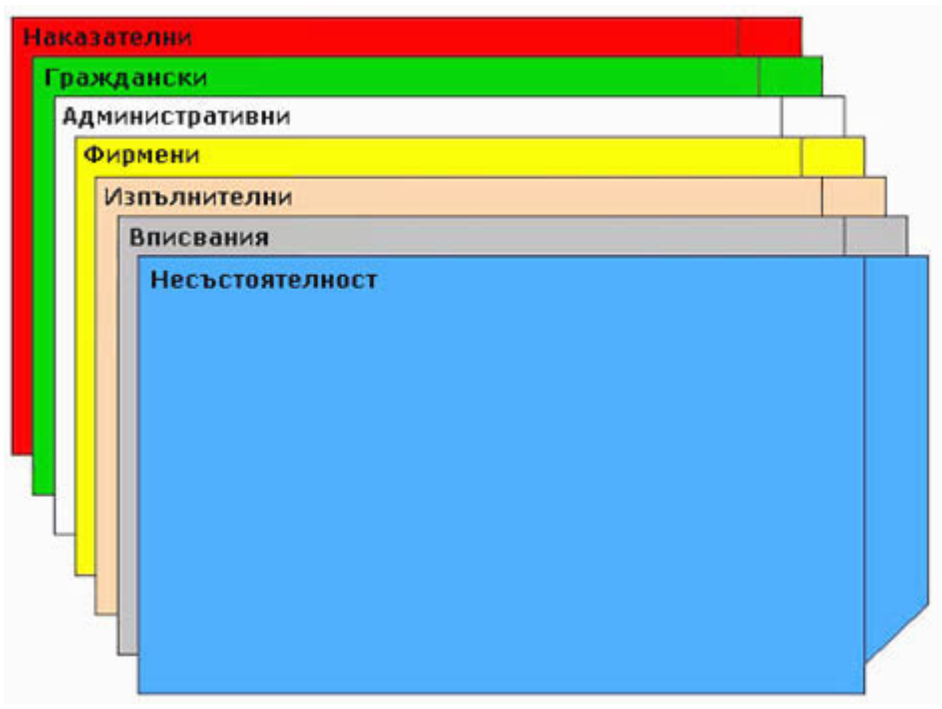 Наказателни
Граждански
Административни
Фирмени
Изпълнителни
Вписвания
Несъстоятелност